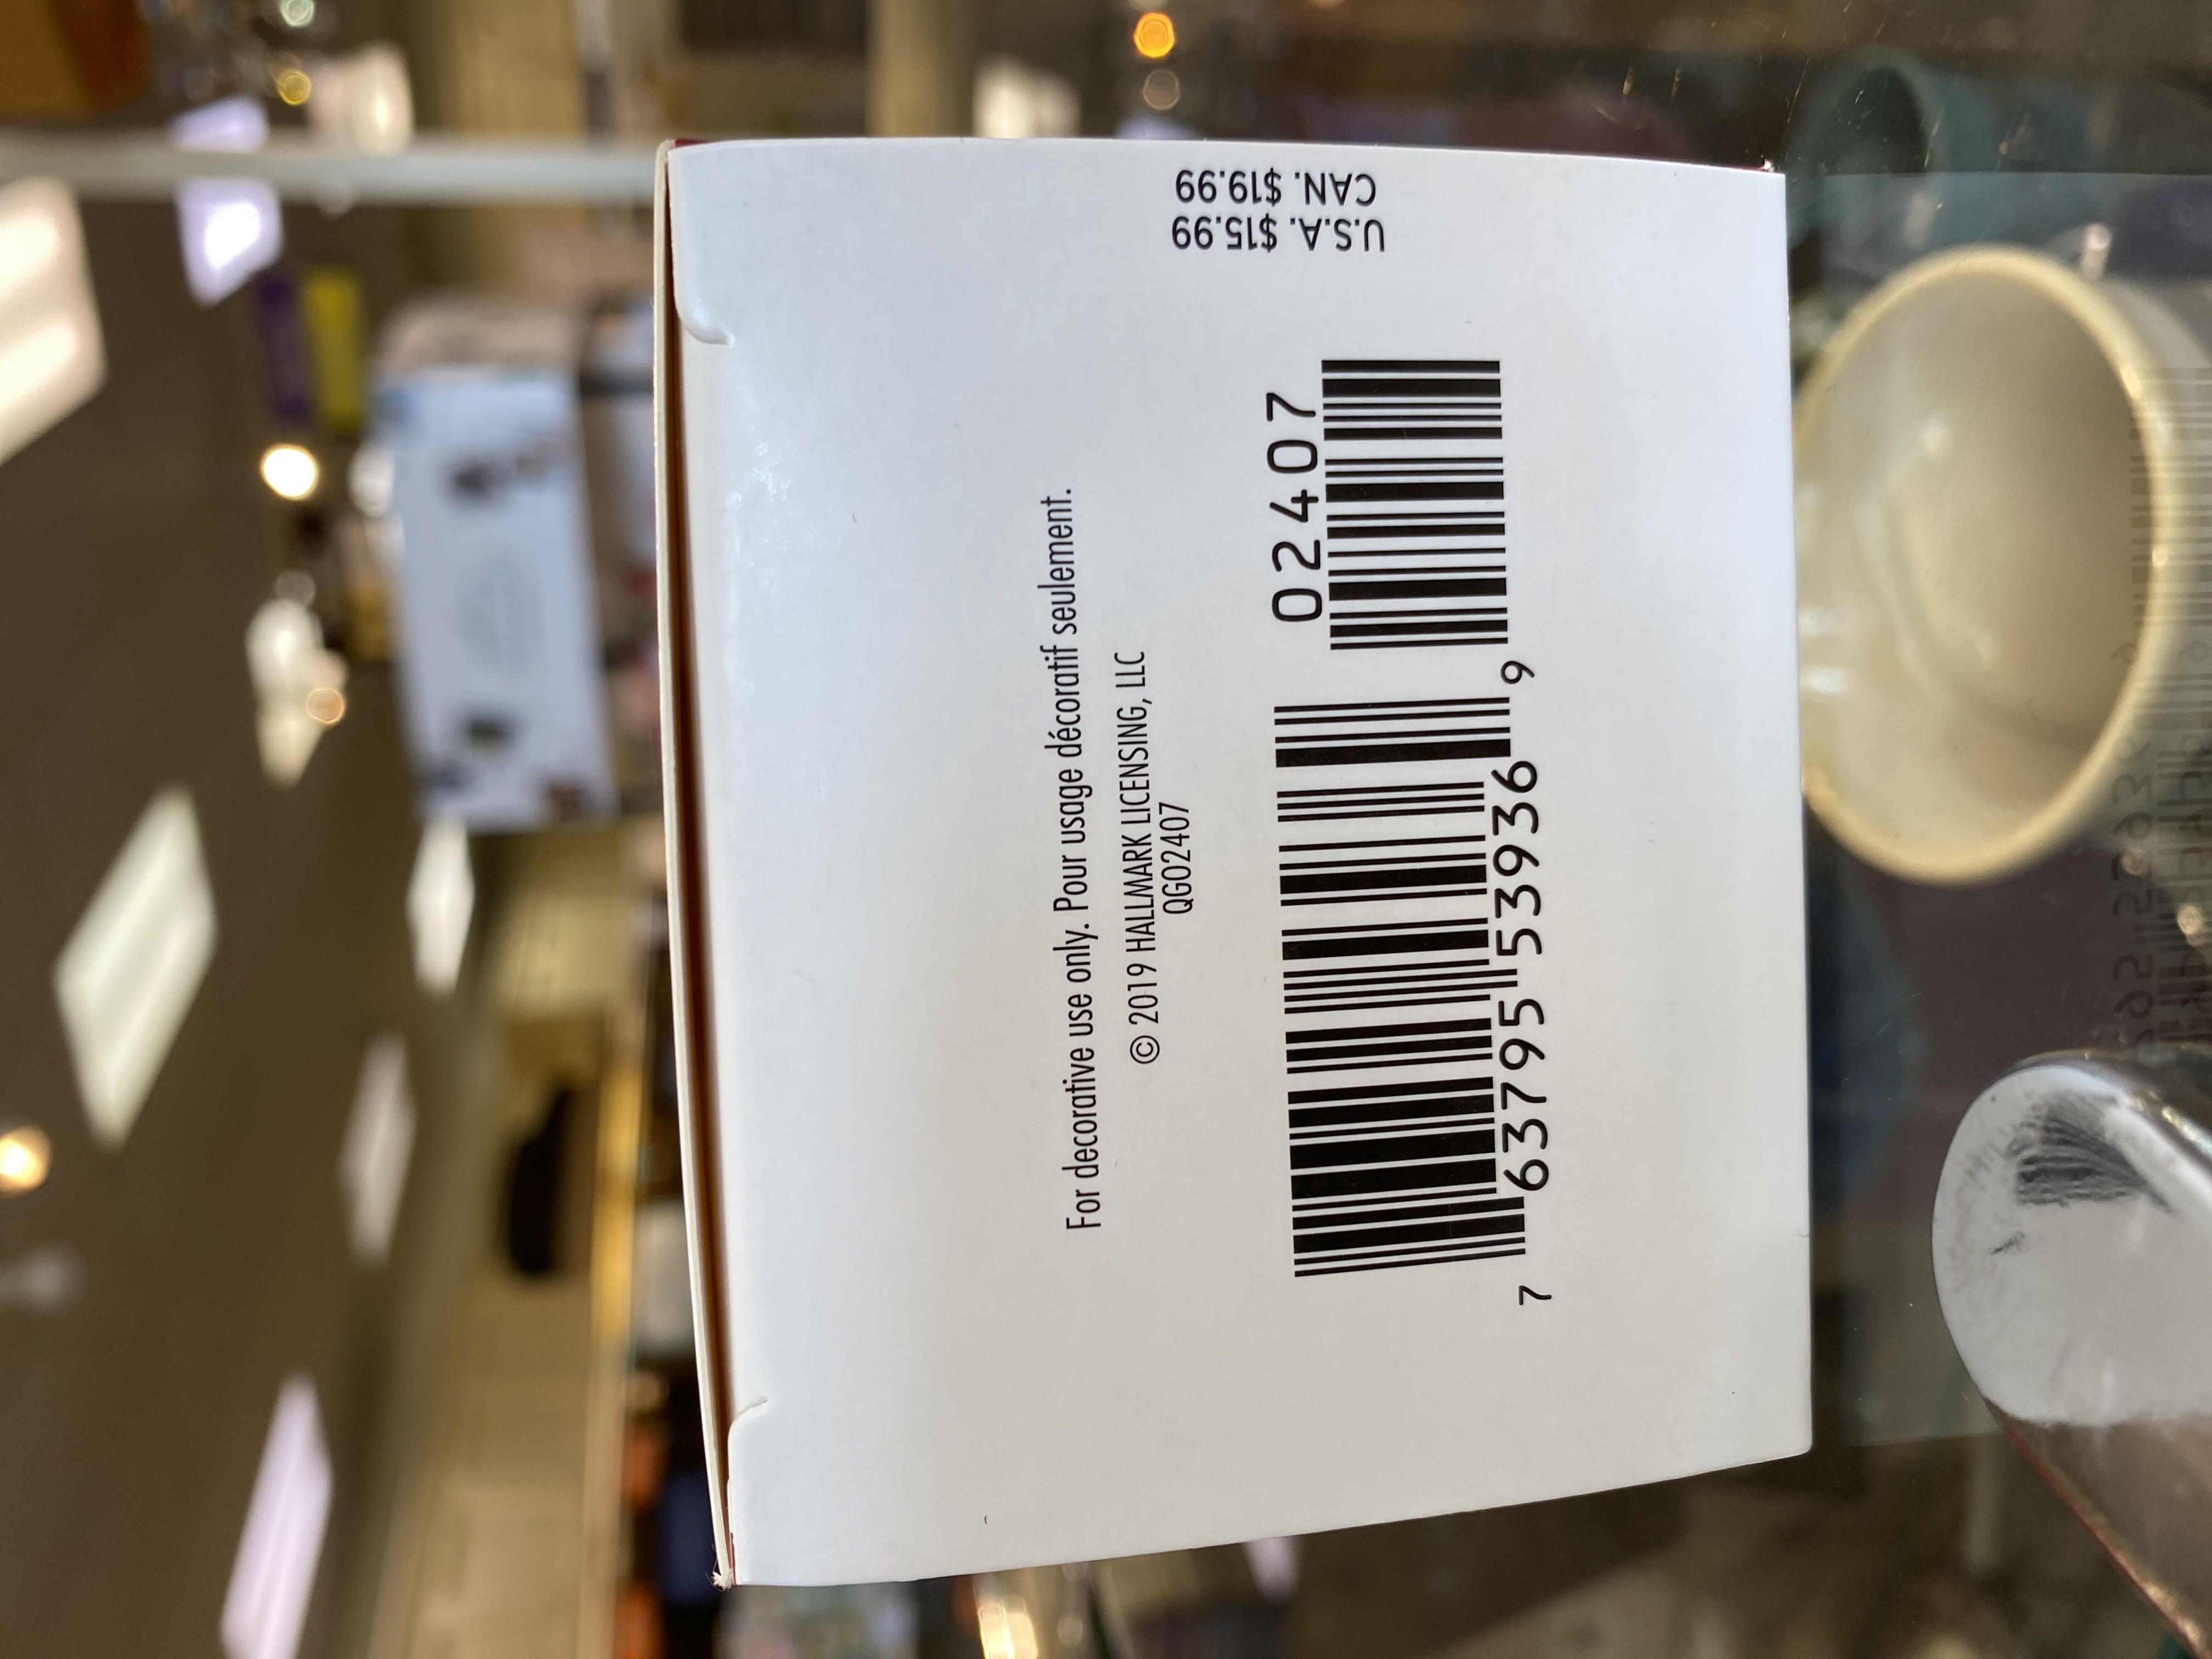 For decorative use only. Pour usage décoratif seulement.
© 2019 HALLMARK LICENSING, LLC
QGO2407
02407
7 63795 53936 9
U.S.A. $15.99
CAN. $19.99